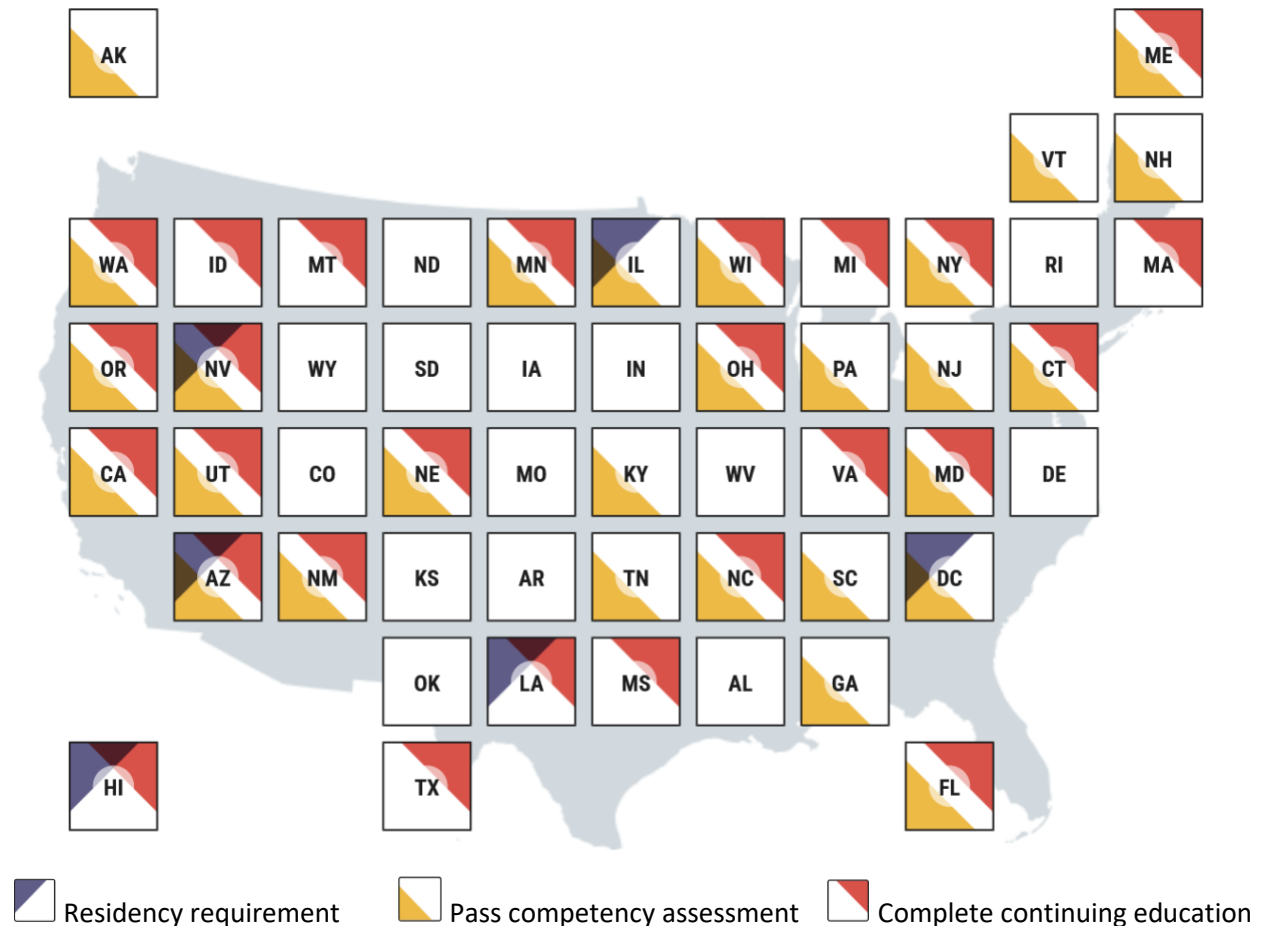 AK ME
VT NH
WA ID MT ND MN IL WI MI NY RI MA
OR NV WY SD IA IN OH PA NJ CT
CA UT CO NE MO KY WV VA MD DE
AZ NM KS AR TN NC SC DC
OK LA MS AL GA
HI TX FL
Residency requirement Pass competency assessment Complete continuing education